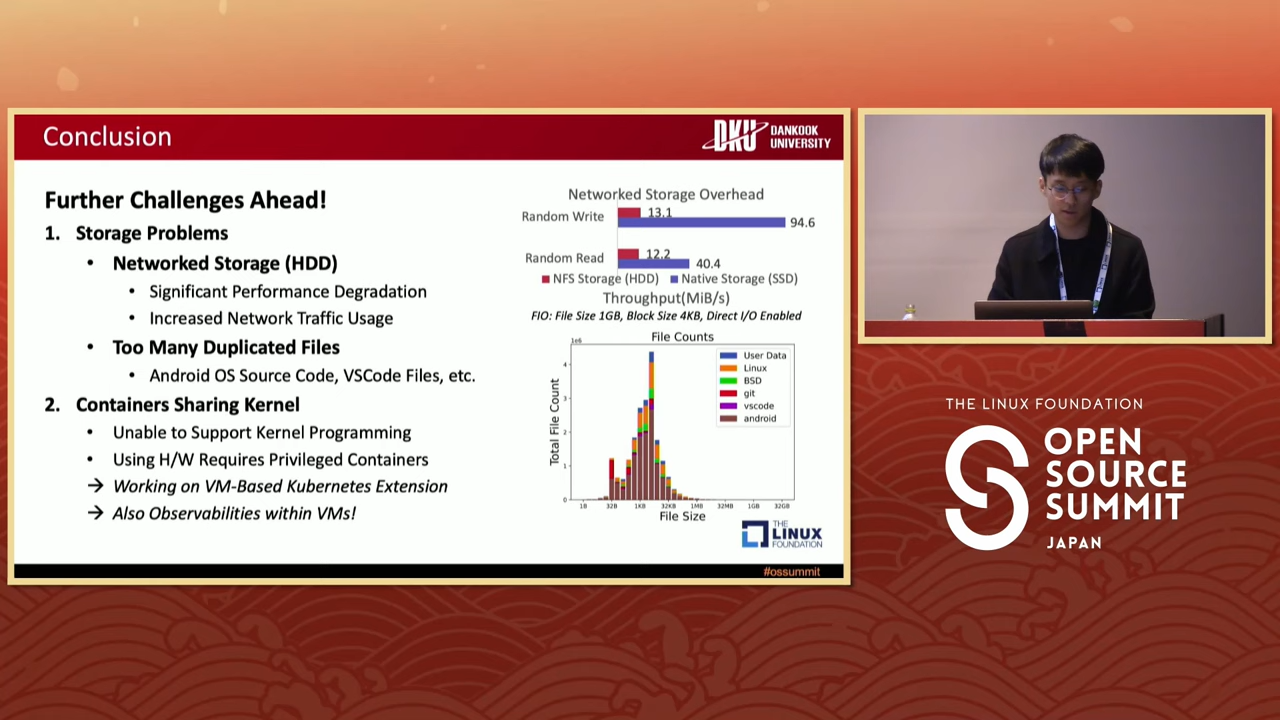 Conclusion
DKU DANKOOK UNIVERSITY
Further Challenges Ahead!
1. Storage Problems
• Networked Storage (HDD)
• Significant Performance Degradation
• Increased Network Traffic Usage
• Too Many Duplicated Files
• Android OS Source Code, VSCode Files, etc.
2. Containers Sharing Kernel
• Unable to Support Kernel Programming
• Using H/W Requires Privileged Containers
→ Working on VM-Based Kubernetes Extension
→ Also Observabilities within VMs!
Networked Storage Overhead
Random Write 13.1
94.6
Random Read 12.2
40.4
NFS Storage (HDD) Native Storage (SSD)
Throughput(MiB/s)
FIO: File Size 1GB, Block Size 4KB, Direct I/O Enabled
File Counts
1e6
Total File Count
4
3
2
1
0
User Data
Linux
BSD
git
vscode
android
1B 32B 1KB 32KB 1MB 32MB 1GB 32GB
File Size
THE
LINUX
FOUNDATION
#ossummit
THE LINUX FOUNDATION
OPEN
SOURCE
SUMMIT
JAPAN